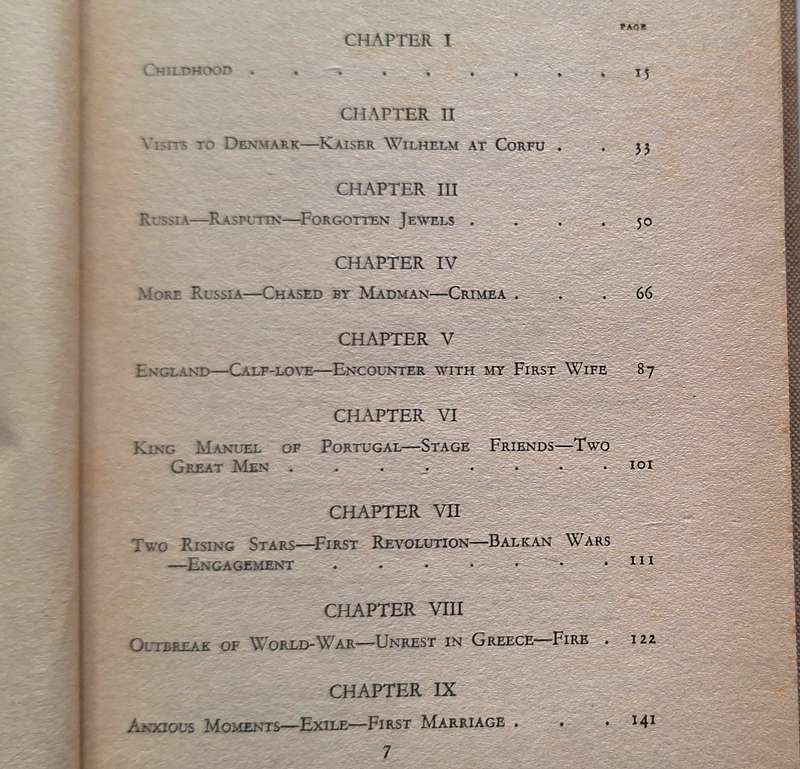 PAGE
CHAPTER I
CHILDHOOD . . . . . . . . . 15
CHAPTER II
VISITS TO DENMARK—KAISER WILHELM AT CORFU . . 33
CHAPTER III
RUSSIA—RASPUTIN—FORGOTTEN JEWELS . . . . 50
CHAPTER IV
MORE RUSSIA—CHASED BY MADMAN—CRIMEA . . . 66
CHAPTER V
ENGLAND—CALF-LOVE—ENCOUNTER WITH MY FIRST WIFE 87
CHAPTER VI
KING MANUEL OF PORTUGAL—STAGE FRIENDS—TWO
GREAT MEN . . . . . . . . 101
CHAPTER VII
TWO RISING STARS—FIRST REVOLUTION—BALKAN WARS
—ENGAGEMENT . . . . . . . 111
CHAPTER VIII
OUTBREAK OF WORLD-WAR—UNREST IN GREECE—FIRE . 122
CHAPTER IX
ANXIOUS MOMENTS—EXILE—FIRST MARRIAGE . . . 141
7